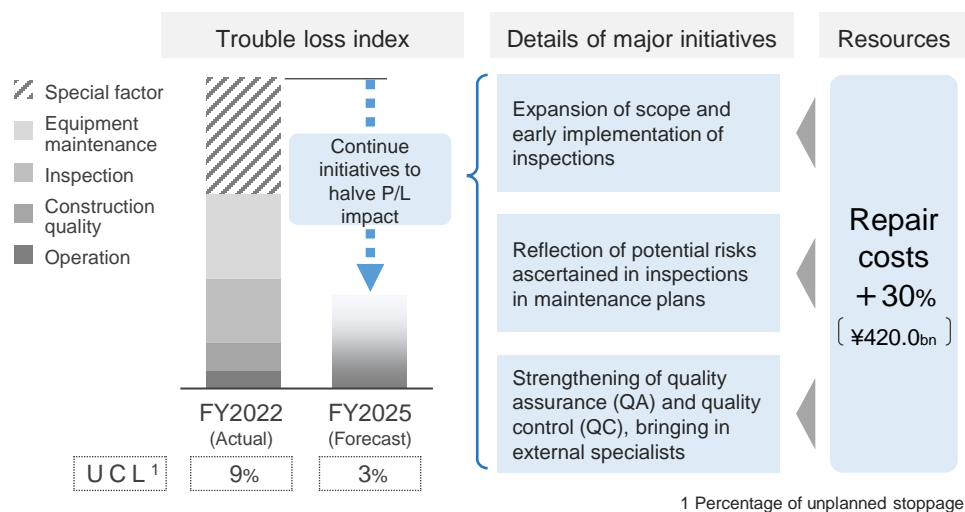 Trouble loss index
Details of major initiatives
Resources
Special factor
Equipment
maintenance
Inspection
Construction
quality
Operation
Continue
initiatives to
halve P/L
impact
FY2022
(Actual)
FY2025
(Forecast)
UCL1
9%
3%
Expansion of scope and
early implementation of
inspections
Reflection of potential risks
ascertained in inspections
in maintenance plans
Strengthening of quality
assurance (QA) and quality
control (QC), bringing in
external specialists
Repair
costs
＋30%
〔¥420.0bn〕
1 Percentage of unplanned stoppage